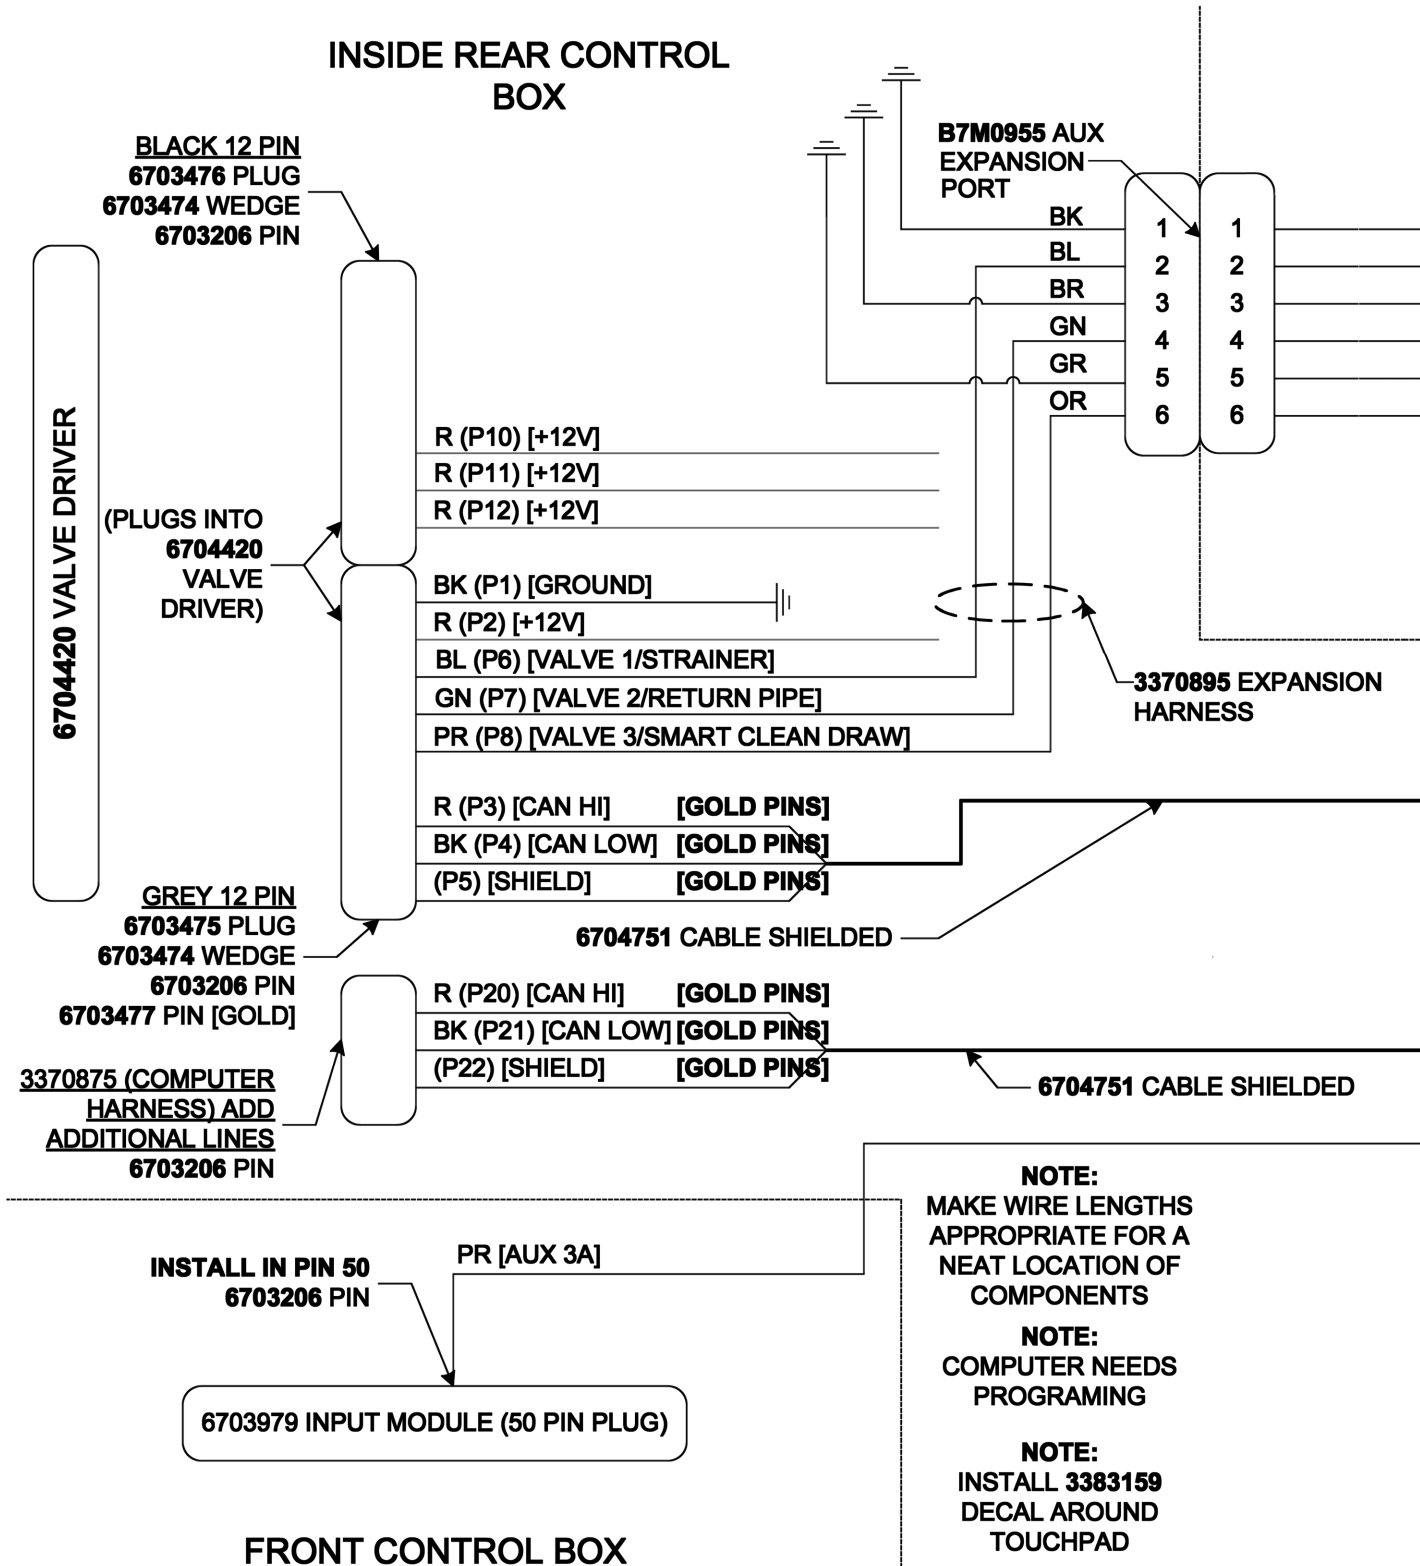 INSIDE REAR CONTROL
BOX
BLACK 12 PIN
6703476 PLUG
6703474 WEDGE
6703206 PIN
B7M0955 AUX
EXPANSION
PORT
BK
BL
BR
GN
GR
OR
1
2
3
4
5
6
1
2
3
4
5
6
6704420 VALVE DRIVER
(PLUGS INTO
6704420
VALVE
DRIVER)
R (P10) [+12V]
R (P11) [+12V]
R (P12) [+12V]
BK (P1) [GROUND]
R (P2) [+12V]
BL (P6) [VALVE 1/STRAINER]
GN (P7) [VALVE 2/RETURN PIPE]
PR (P8) [VALVE 3/SMART CLEAN DRAW]
3370895 EXPANSION
HARNESS
R (P3) [CAN HI] [GOLD PINS]
BK (P4) [CAN LOW] [GOLD PINS]
(P5) [SHIELD] [GOLD PINS]
6704751 CABLE SHIELDED
GREY 12 PIN
6703475 PLUG
6703474 WEDGE
6703206 PIN
6703477 PIN [GOLD]
R (P20) [CAN HI] [GOLD PINS]
BK (P21) [CAN LOW] [GOLD PINS]
(P22) [SHIELD] [GOLD PINS]
6704751 CABLE SHIELDED
3370875 (COMPUTER
HARNESS) ADD
ADDITIONAL LINES
6703206 PIN
INSTALL IN PIN 50
6703206 PIN
PR [AUX 3A]
6703979 INPUT MODULE (50 PIN PLUG)
FRONT CONTROL BOX
NOTE:
MAKE WIRE LENGTHS
APPROPRIATE FOR A
NEAT LOCATION OF
COMPONENTS
NOTE:
COMPUTER NEEDS
PROGRAMING
NOTE:
INSTALL 3383159
DECAL AROUND
TOUCHPAD